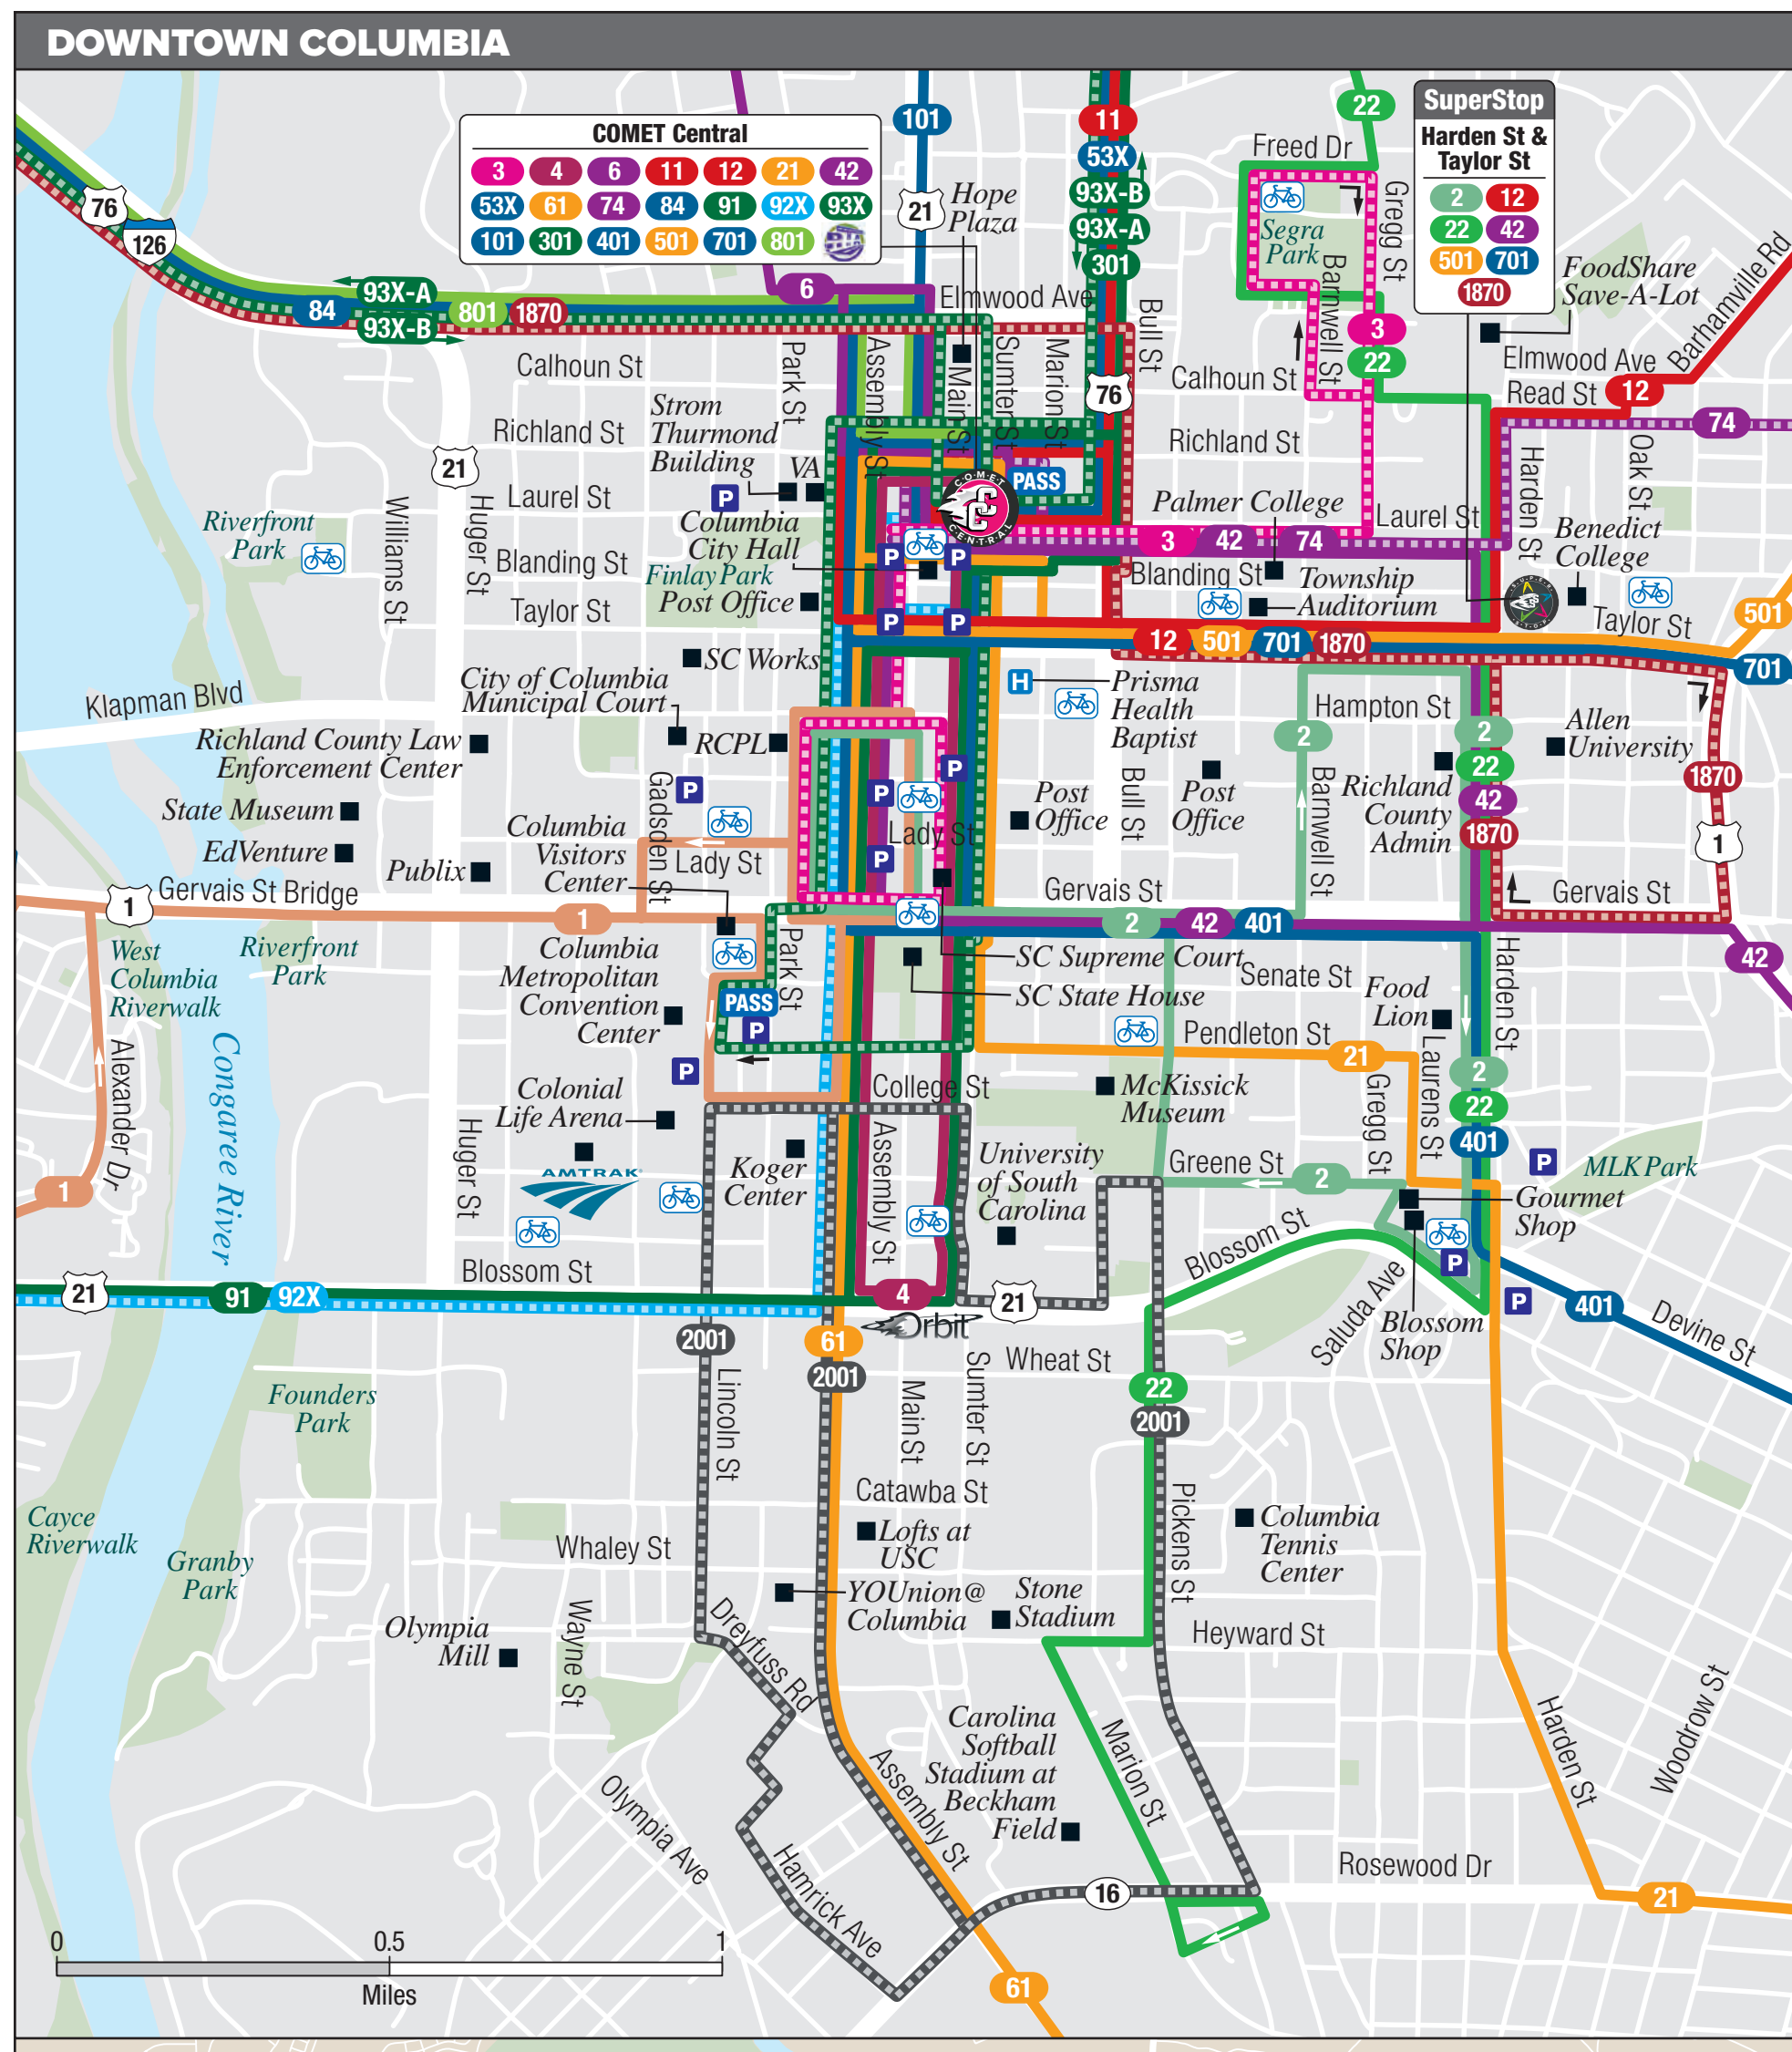 DOWNTOWN COLUMBIA
COMET Central
3 4 6 11 12 21 42
53X 61 74 84 91 92X 93X
101 301 401 501 701 801
SuperStop
Harden St &
Taylor St
2 12
22 42
501 701
1870
101
21
11
53X
93X-B
93X-A
301
22
Freed Dr
Gregg St
Segra
Park
Barnwell St
3
22
FoodShare
Save-A-Lot
Barhamville Rd
Elmwood Ave
Read St
12
74
76
126
93X-A
84
801
1870
93X-B
6
Hope
Plaza
Elmwood Ave
Bull St
76
Calhoun St
Park St
Assembly St
Main St
Sumter St
Marion St
Calhoun St
Strom
Thurmond
Building
Richland St
Richland St
21
VA
P
PASS
COMET
CENTRAL
Laurel St
Palmer College
Laurel St
Harden St
Oak St
Benedict
College
Riverfront
Park
Williams St
Huger St
Columbia
City Hall
Blanding St
Finlay Park
Post Office
Taylor St
P
P
P
P
3 42 74
Blanding St
Township
Auditorium
SUPER
STOP
Taylor St
501
12 501 701 1870
701
SC Works
City of Columbia
Municipal Court
Klapman Blvd
H
Prisma
Health
Baptist
Hampton St
2
2
22
42
1870
Allen
University
1870
Richland County Law
Enforcement Center
RCPL
State Museum
Gadsden St
P
P
P
P
Post
Office
Bull St
Post
Office
Barnwell St
Richland
County
Admin
1
EdVenture
Publix
Columbia
Visitors
Center
Lady St
Lady St
1
Gervais St Bridge
1
Gervais St
Gervais St
2 42 401
42
West
Columbia
Riverwalk
Riverfront
Park
Columbia
Metropolitan
Convention
Center
Park St
PASS
P
P
SC Supreme Court
SC State House
Senate St
Food
Lion
Harden St
Pendleton St
21
Alexander Dr
Congaree River
1
Colonial
Life Arena
College St
McKissick
Museum
Gregg St
Laurens St
2
22
401
P
MLK Park
Huger St
AMTRAK
Koger
Center
Assembly St
University
of South
Carolina
Greene St
2
Gourmet
Shop
Blossom St
P
P
Blossom St
21
91
92X
4
21
Orbit
Saluda Ave
Blossom
Shop
401
Devine St
2001
61
2001
Wheat St
22
2001
Founders
Park
Lincoln St
Main St
Sumter St
Catawba St
Cayce
Riverwalk
Granby
Park
Whaley St
Lofts at
USC
Pickens St
Columbia
Tennis
Center
YOUnion@
Columbia
Stone
Stadium
Heyward St
Olympia
Mill
Wayne St
Dreyfuss Rd
Carolina
Softball
Stadium at
Beckham
Field
Marion St
Harden St
Woodrow St
Olympia Ave
Assembly St
Hamrick Ave
Rosewood Dr
16
21
61
0 0.5 1
Miles